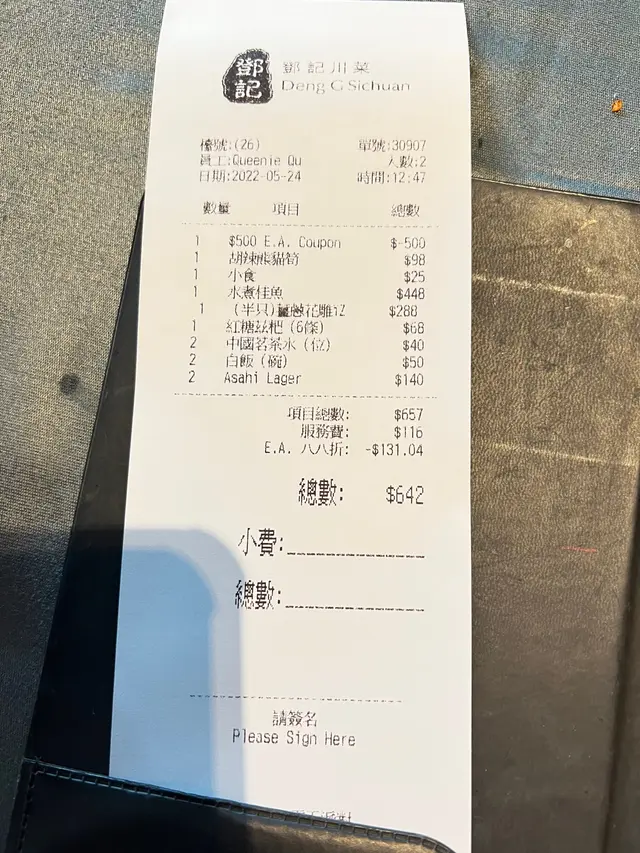 鄧記
鄧記川菜
Deng G Sichuan
檯號:(26) 單號:30907
員工:Queenie Qu 人數:2
日期:2022-05-24 時間:12:47
數量 項目 總數
1 $500 E.A. Coupon $-500
1 胡辣熊貓筍 $98
1 小食 $25
1 水煮桂魚 $448
1 (半只) 花雕 $288
1 紅糖玆粑 (6條) $68
2 中國茗茶水 (位) $40
2 白飯 (碗) $50
2 Asahi Lager $140
項目總數: $657
服務費: $116
E.A. 八八折: -$131.04
總數: $642
小費:
總數:
請簽名
Please Sign Here